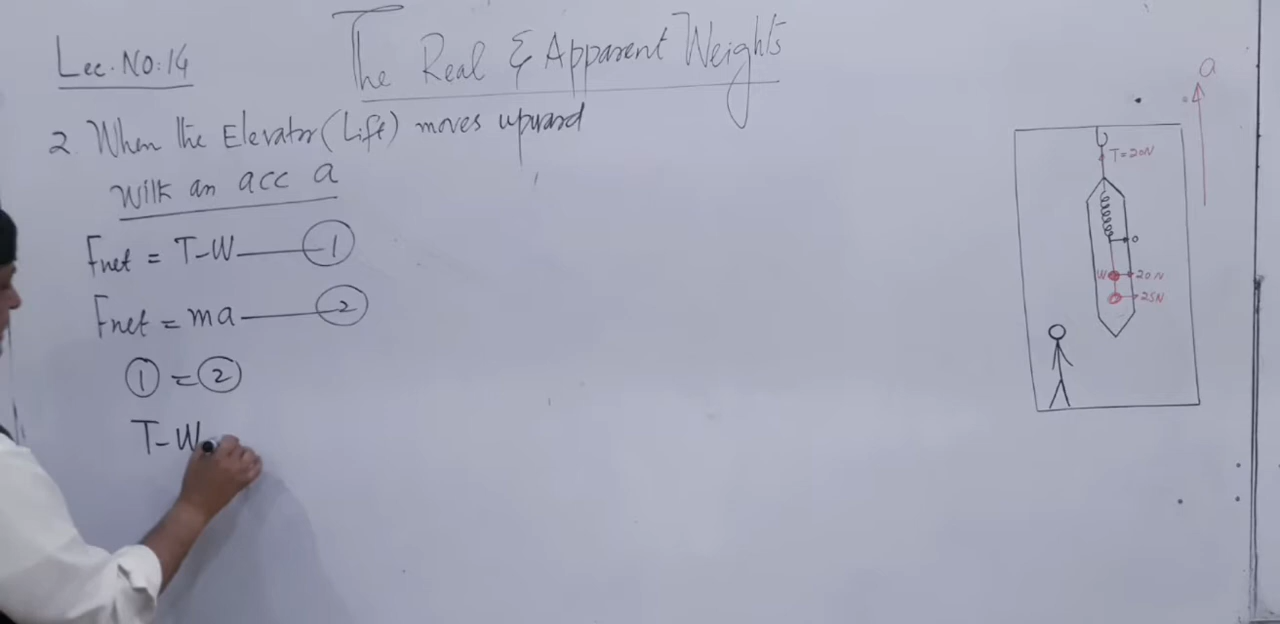 Lec. No: 14
The Real & Apparent Weights
2. When the Elevator (Lift) moves upward
with an acc a
Fnet = T-W — 1
Fnet = ma — 2
1 = 2
T-W
a
T=20N
0
W 20N
25N